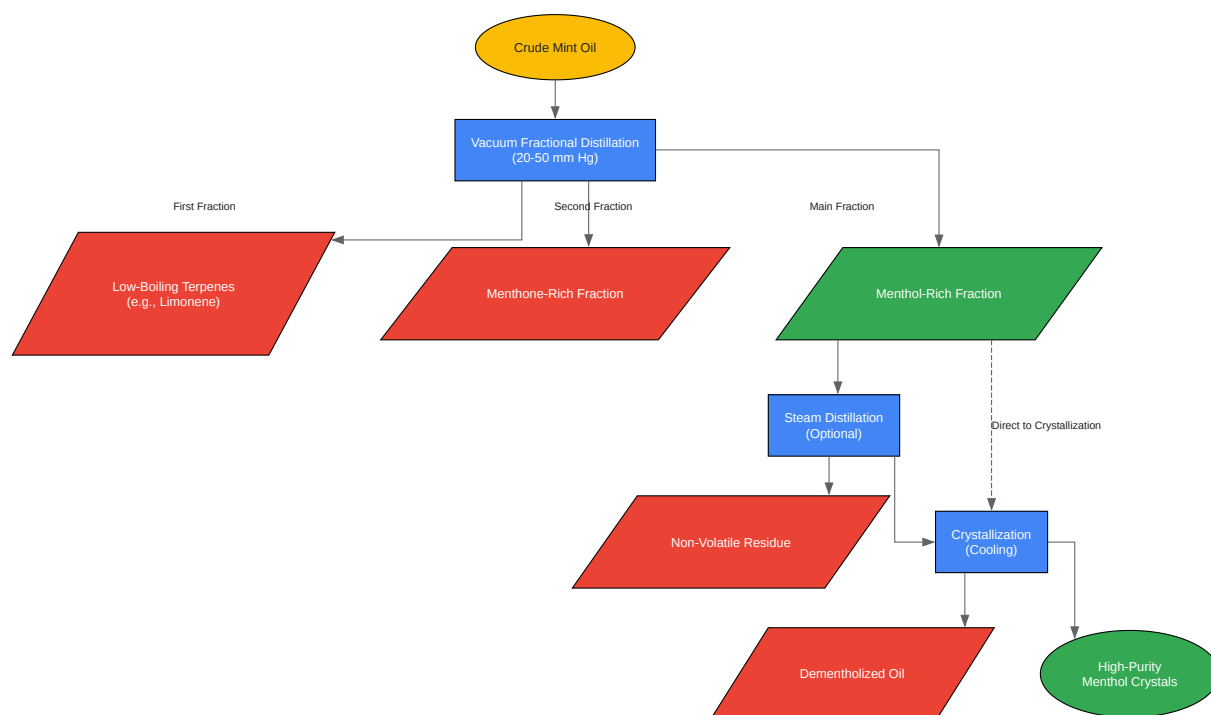 Crude Mint Oil
Vacuum Fractional Distillation
(20-50 mm Hg)
First Fraction
Second Fraction
Main Fraction
Low-Boiling Terpenes
(e.g., Limonene)
Menthone-Rich Fraction
Menthol-Rich Fraction
Steam Distillation
(Optional)
Direct to Crystallization
Non-Volatile Residue
Crystallization
(Cooling)
Dementholized Oil
High-Purity
Menthol Crystals